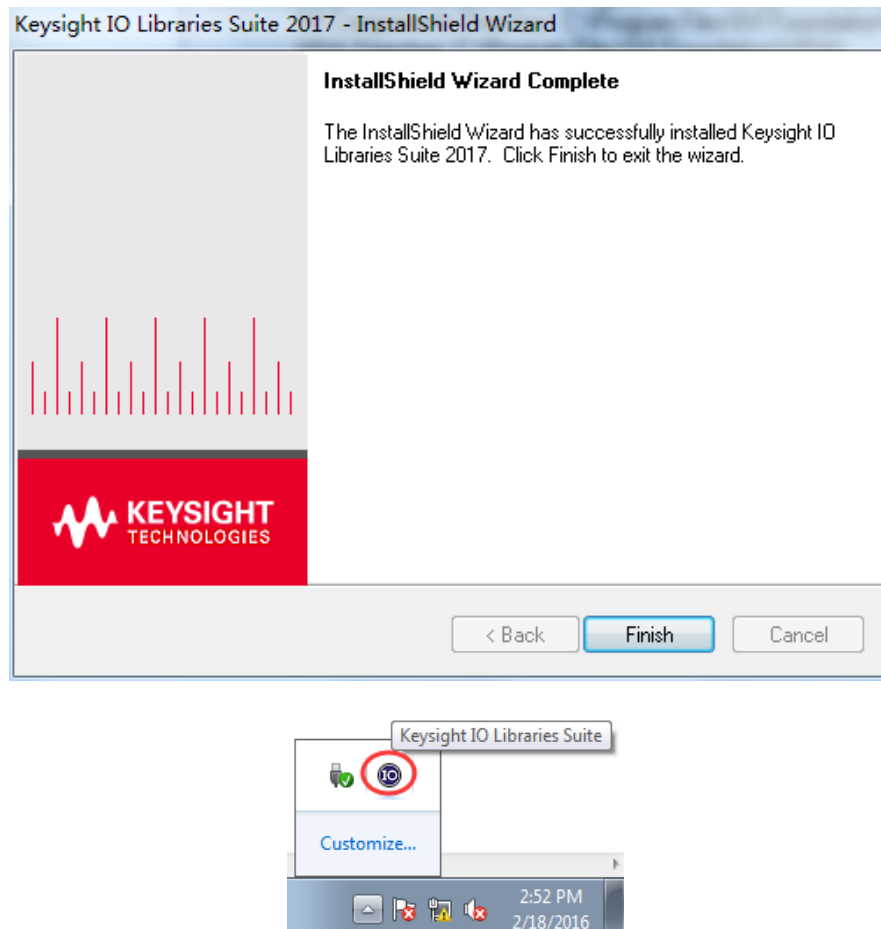 Keysight IO Libraries Suite 2017 - InstallShield Wizard
InstallShield Wizard Complete
The InstallShield Wizard has successfully installed Keysight IO
Libraries Suite 2017.  Click Finish to exit the wizard.
KEYSIGHT
TECHNOLOGIES
< Back
Finish
Cancel
Keysight IO Libraries Suite
IO
Customize...
2:52 PM
2/18/2016